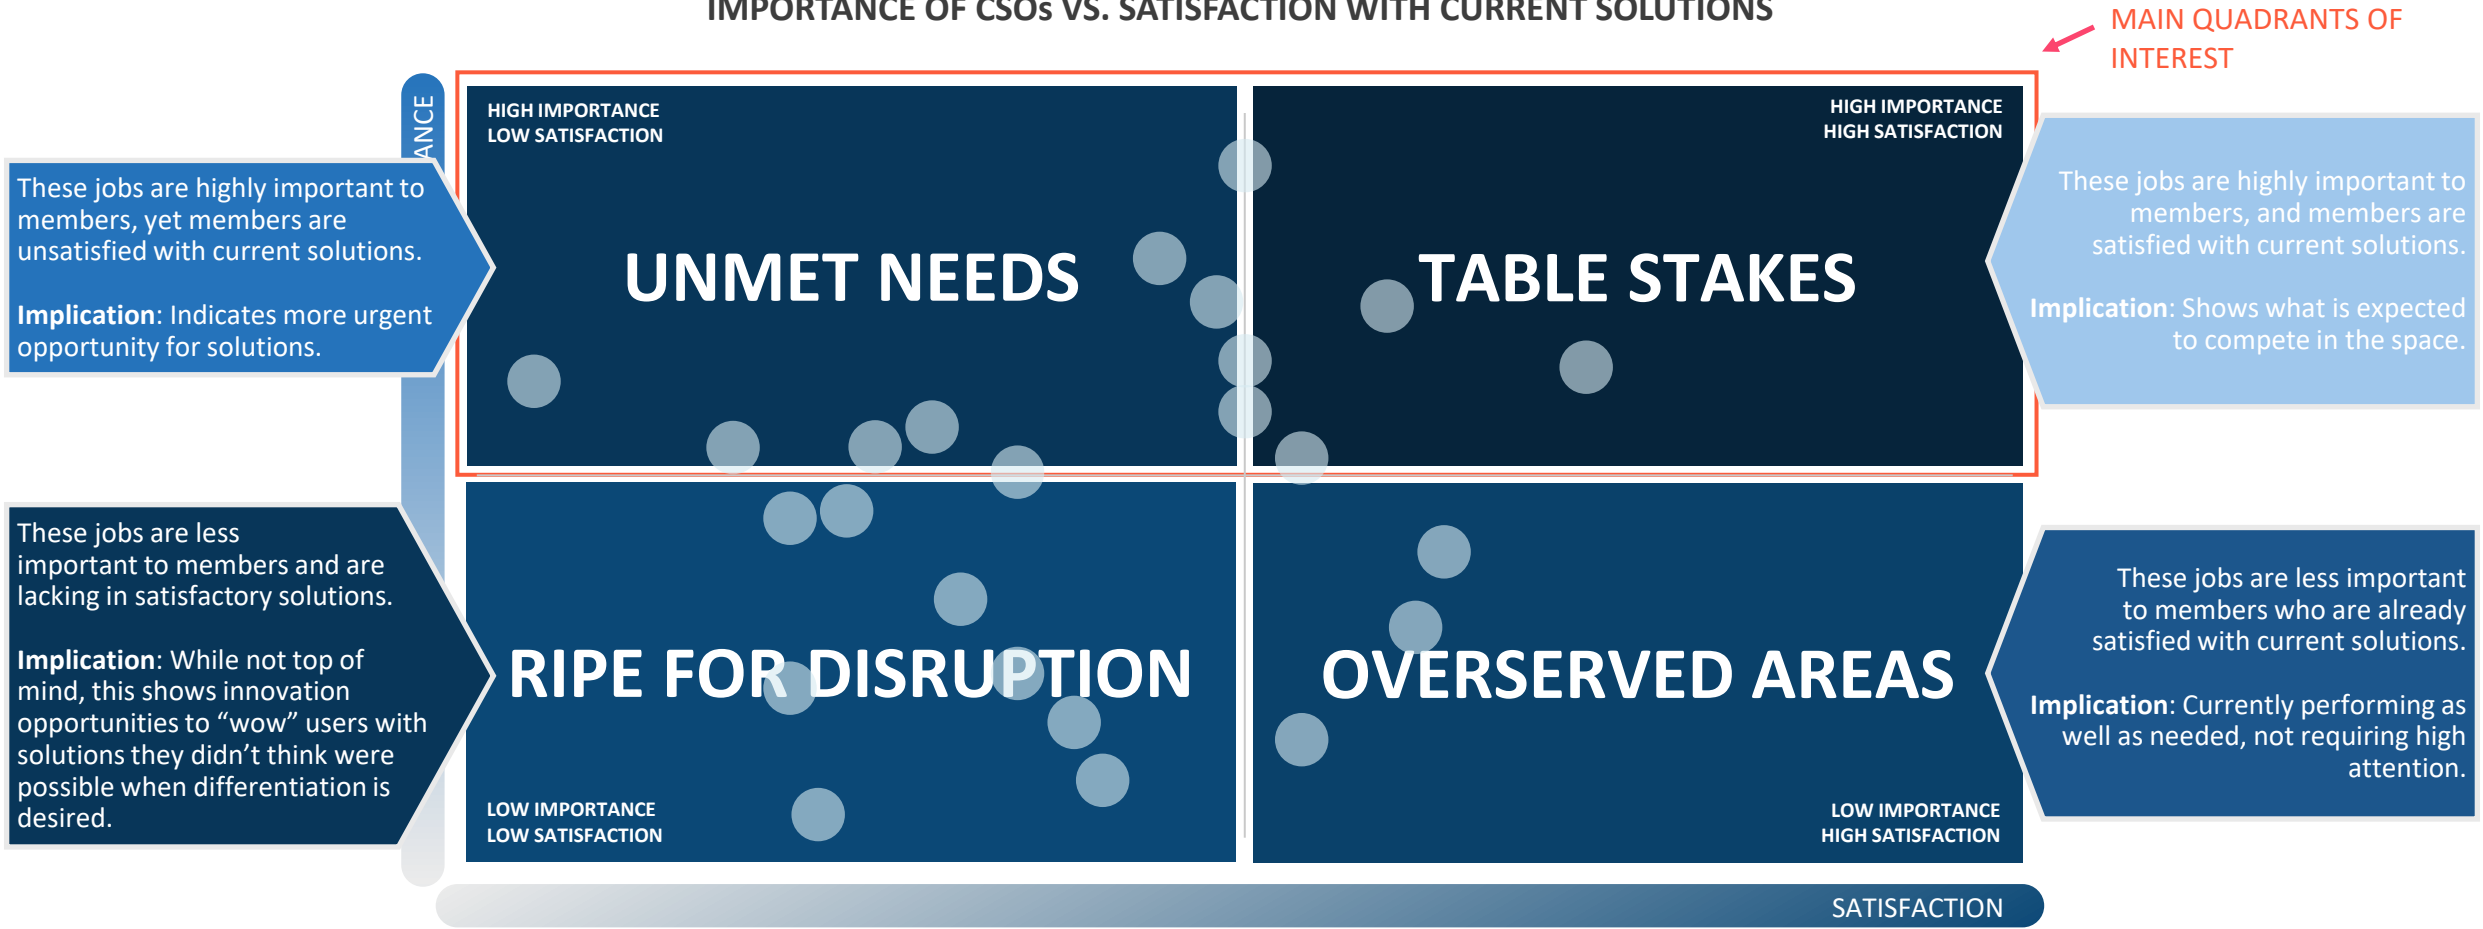 IMPORTANCE OF CSOs VS. SATISFACTION WITH CURRENT SOLUTIONS
MAIN QUADRANTS OF
INTEREST
HIGH IMPORTANCE
LOW SATISFACTION
HIGH IMPORTANCE
HIGH SATISFACTION
These jobs are highly important to
members, yet members are
unsatisfied with current solutions.
Implication: Indicates more urgent
opportunity for solutions.
UNMET NEEDS
TABLE STAKES
These jobs are highly important to
members, and members are
satisfied with current solutions.
Implication: Shows what is expected
to compete in the space.
These jobs are less
important to members and are
lacking in satisfactory solutions.
Implication: While not top of
mind, this shows innovation
opportunities to “wow” users with
solutions they didn’t think were
possible when differentiation is
desired.
RIPE FOR DISRUPTION
OVERSERVED AREAS
These jobs are less important
to members who are already
satisfied with current solutions.
Implication: Currently performing as
well as needed, not requiring high
attention.
LOW IMPORTANCE
LOW SATISFACTION
LOW IMPORTANCE
HIGH SATISFACTION
SATISFACTION